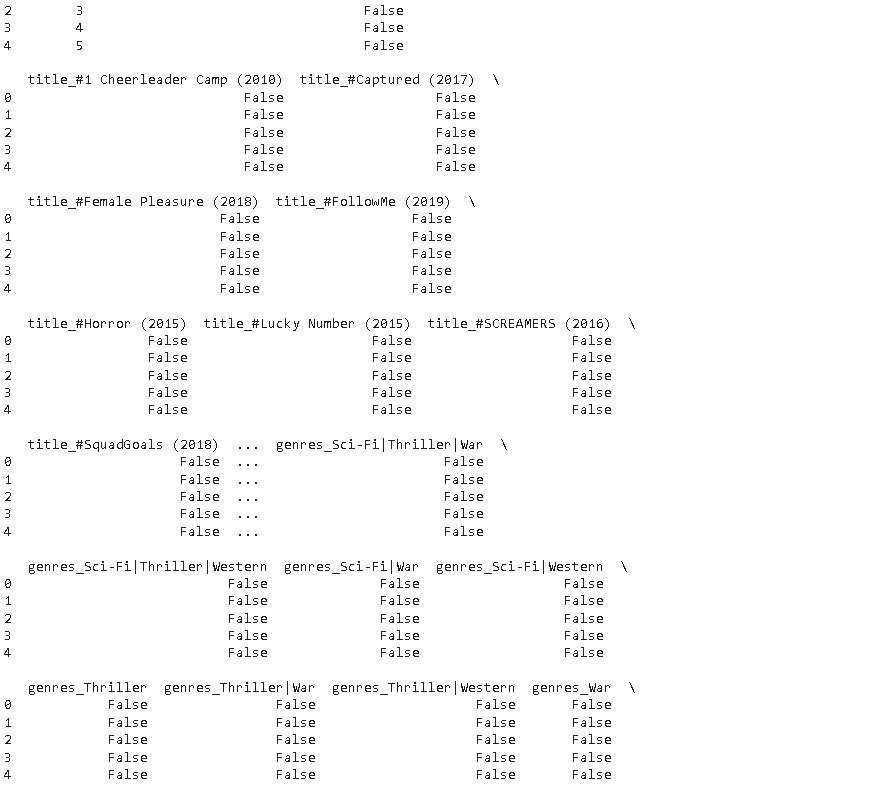 2        3                                   False
3        4                                   False
4        5                                   False
   title_#1 Cheerleader Camp (2010)  title_#Captured (2017)  \
0                             False                   False
1                             False                   False
2                             False                   False
3                             False                   False
4                             False                   False
   title_#Female Pleasure (2018)  title_#FollowMe (2019)  \
0                          False                   False
1                          False                   False
2                          False                   False
3                          False                   False
4                          False                   False
   title_#Horror (2015)  title_#Lucky Number (2015)  title_#SCREAMERS (2016)  \
0                 False                       False                    False
1                 False                       False                    False
2                 False                       False                    False
3                 False                       False                    False
4                 False                       False                    False
   title_#SquadGoals (2018)  ...  genres_Sci-Fi|Thriller|War  \
0                     False  ...                       False
1                     False  ...                       False
2                     False  ...                       False
3                     False  ...                       False
4                     False  ...                       False
   genres_Sci-Fi|Thriller|Western  genres_Sci-Fi|War  genres_Sci-Fi|Western  \
0                           False              False                  False
1                           False              False                  False
2                           False              False                  False
3                           False              False                  False
4                           False              False                  False
   genres_Thriller  genres_Thriller|War  genres_Thriller|Western  genres_War  \
0            False                False                    False       False
1            False                False                    False       False
2            False                False                    False       False
3            False                False                    False       False
4            False                False                    False       False